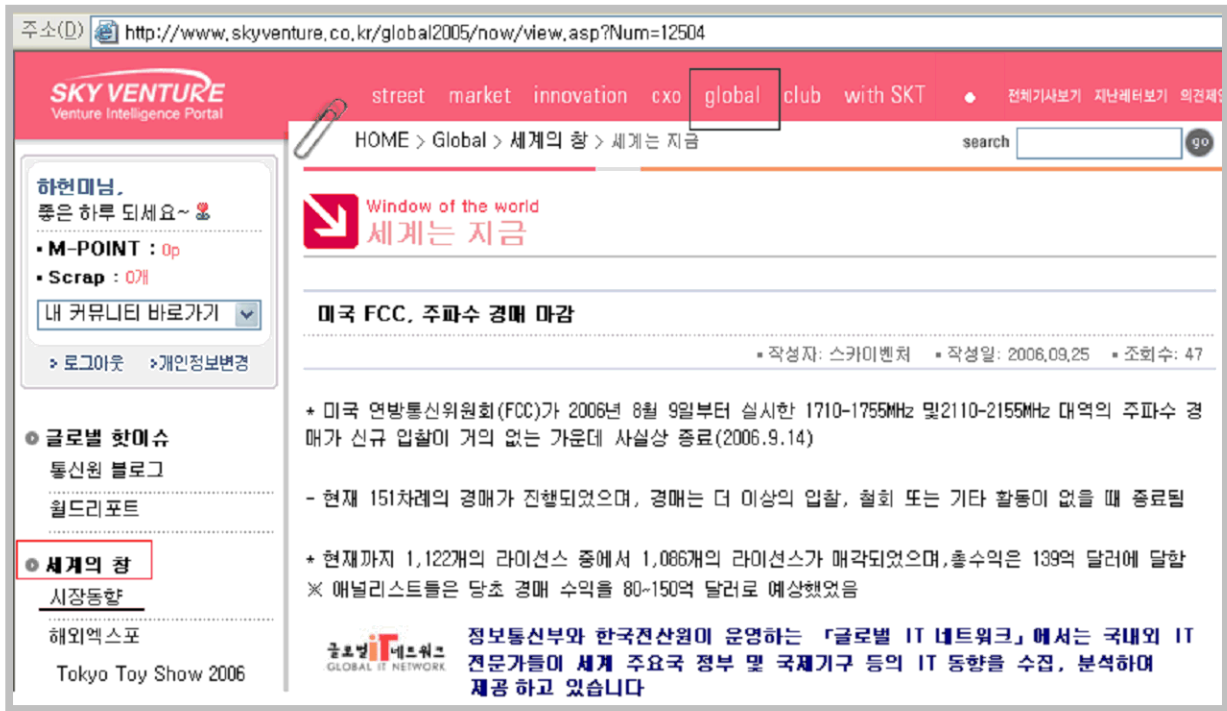 주소(D) http://www.skyventure.co.kr/global2005/now/view.asp?Num=12504
SKY VENTURE
Venture Intelligence Portal
street market innovation cxo global club with SKT 전체기사보기 지난레터보기 의견제안
HOME > Global > 세계의 창 > 세계는 지금
search go
하헌미님,
좋은 하루 되세요~
▪ M-POINT : 0p
▪ Scrap : 0개
내 커뮤니티 바로가기
> 로그아웃 >개인정보변경
글로벌 핫이슈
통신원 블로그
월드리포트
세계의 창
시장동향
해외엑스포
Tokyo Toy Show 2006
Window of the world
세계는 지금
미국 FCC, 주파수 경매 마감
▪ 작성자: 스카이벤처 ▪ 작성일: 2006.09.25 ▪ 조회수: 47
* 미국 연방통신위원회(FCC)가 2006년 8월 9일부터 실시한 1710-1755MHz 및2110-2155MHz 대역의 주파수 경
매가 신규 입찰이 거의 없는 가운데 사실상 종료(2006.9.14)
- 현재 151차례의 경매가 진행되었으며, 경매는 더 이상의 입찰, 철회 또는 기타 활동이 없을 때 종료됨
* 현재까지 1,122개의 라이선스 중에서 1,086개의 라이선스가 매각되었으며,총수익은 139억 달러에 달함
※ 애널리스트들은 당초 경매 수익을 80~150억 달러로 예상했었음
글로벌 IT 네트워크
GLOBAL IT NETWORK
정보통신부와 한국전산원이 운영하는 「글로벌 IT 네트워크」에서는 국내외 IT
전문가들이 세계 주요국 정부 및 국제기구 등의 IT 동향을 수집, 분석하여
제공 하고 있습니다